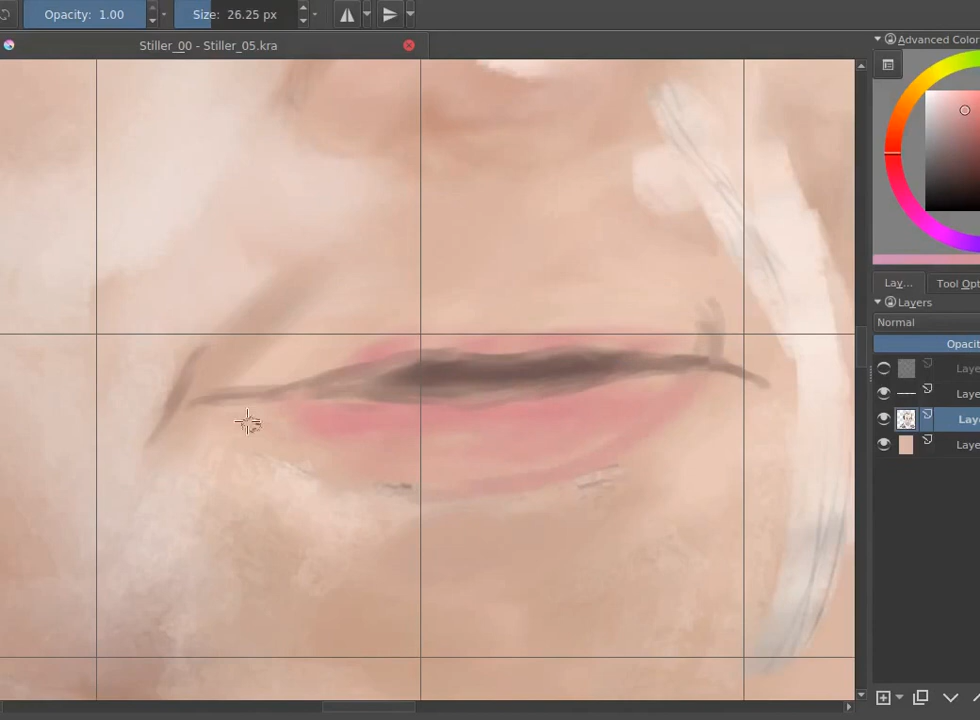 Opacity: 1.00
Size: 26.25 px
Stiller_00 - Stiller_05.kra
Advanced Color
Lay...
Tool Opt
Layers
Normal
Opacit
Laye
Laye
Laye
Laye